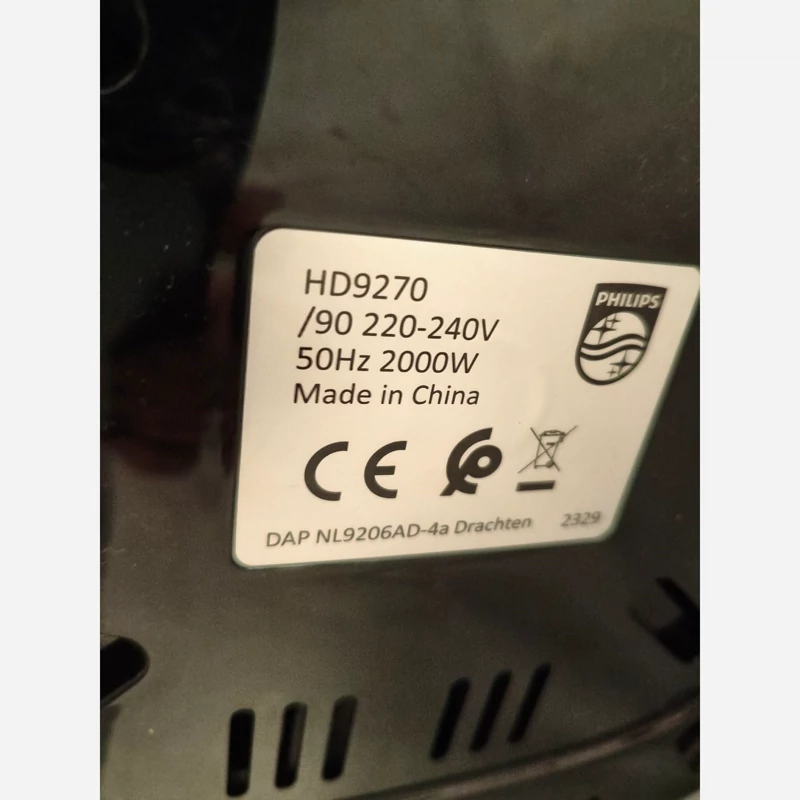 HD9270
/90 220-240V
50Hz 2000W
Made in China
PHILIPS
CE
DAP NL9206AD-4a Drachten 2329